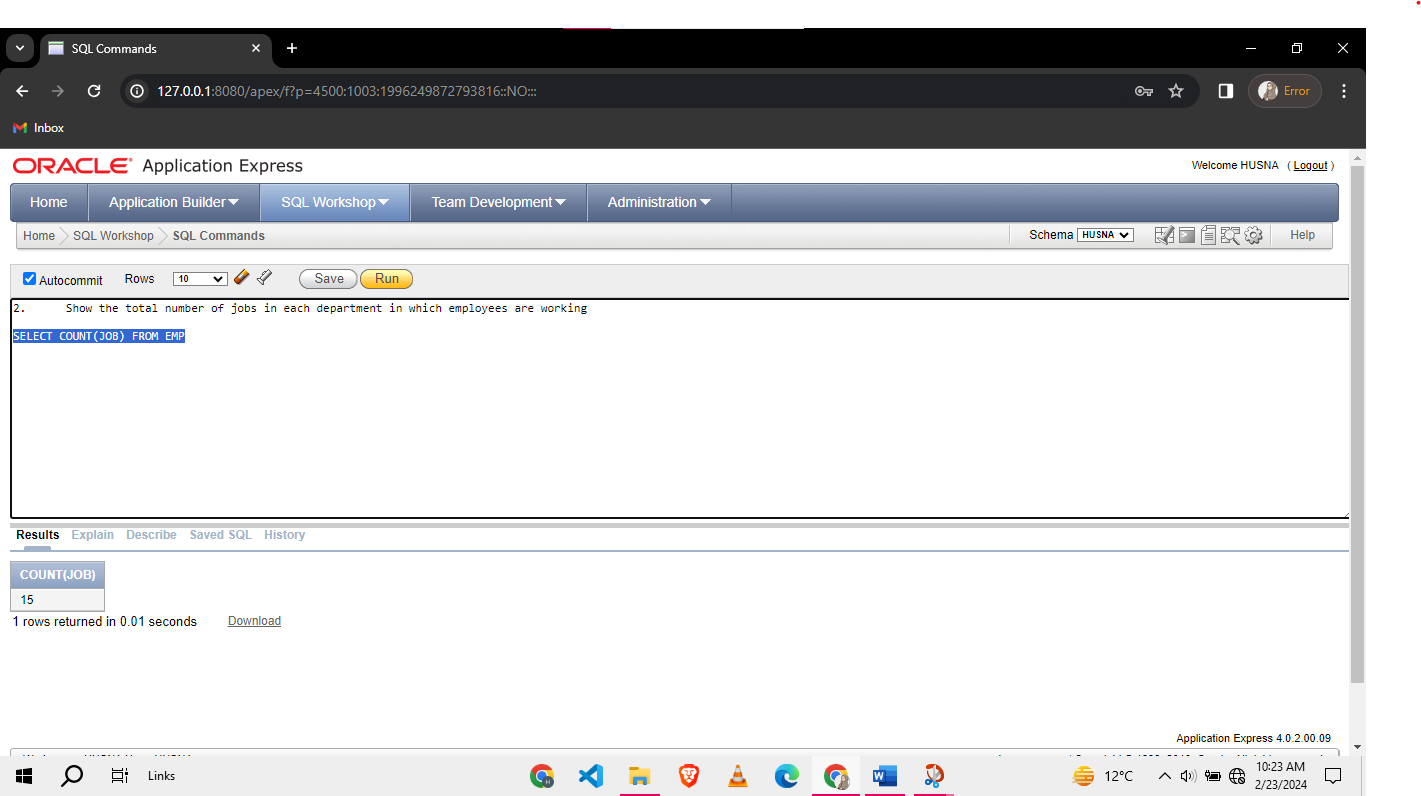 SQL Commands
127.0.0.1:8080/apex/f?p=4500:1003:1996249872793816::NO:::
Error
Inbox
ORACLE Application Express
Welcome HUSNA ( Logout )
Home Application Builder SQL Workshop Team Development Administration
Home SQL Workshop SQL Commands Schema HUSNA Help
Autocommit Rows 10 Save Run
2. Show the total number of jobs in each department in which employees are working
SELECT COUNT(JOB) FROM EMP
Results Explain Describe Saved SQL History
COUNT(JOB)
15
1 rows returned in 0.01 seconds Download
Application Express 4.0.2.00.09
Links
12°C
10:23 AM
2/23/2024